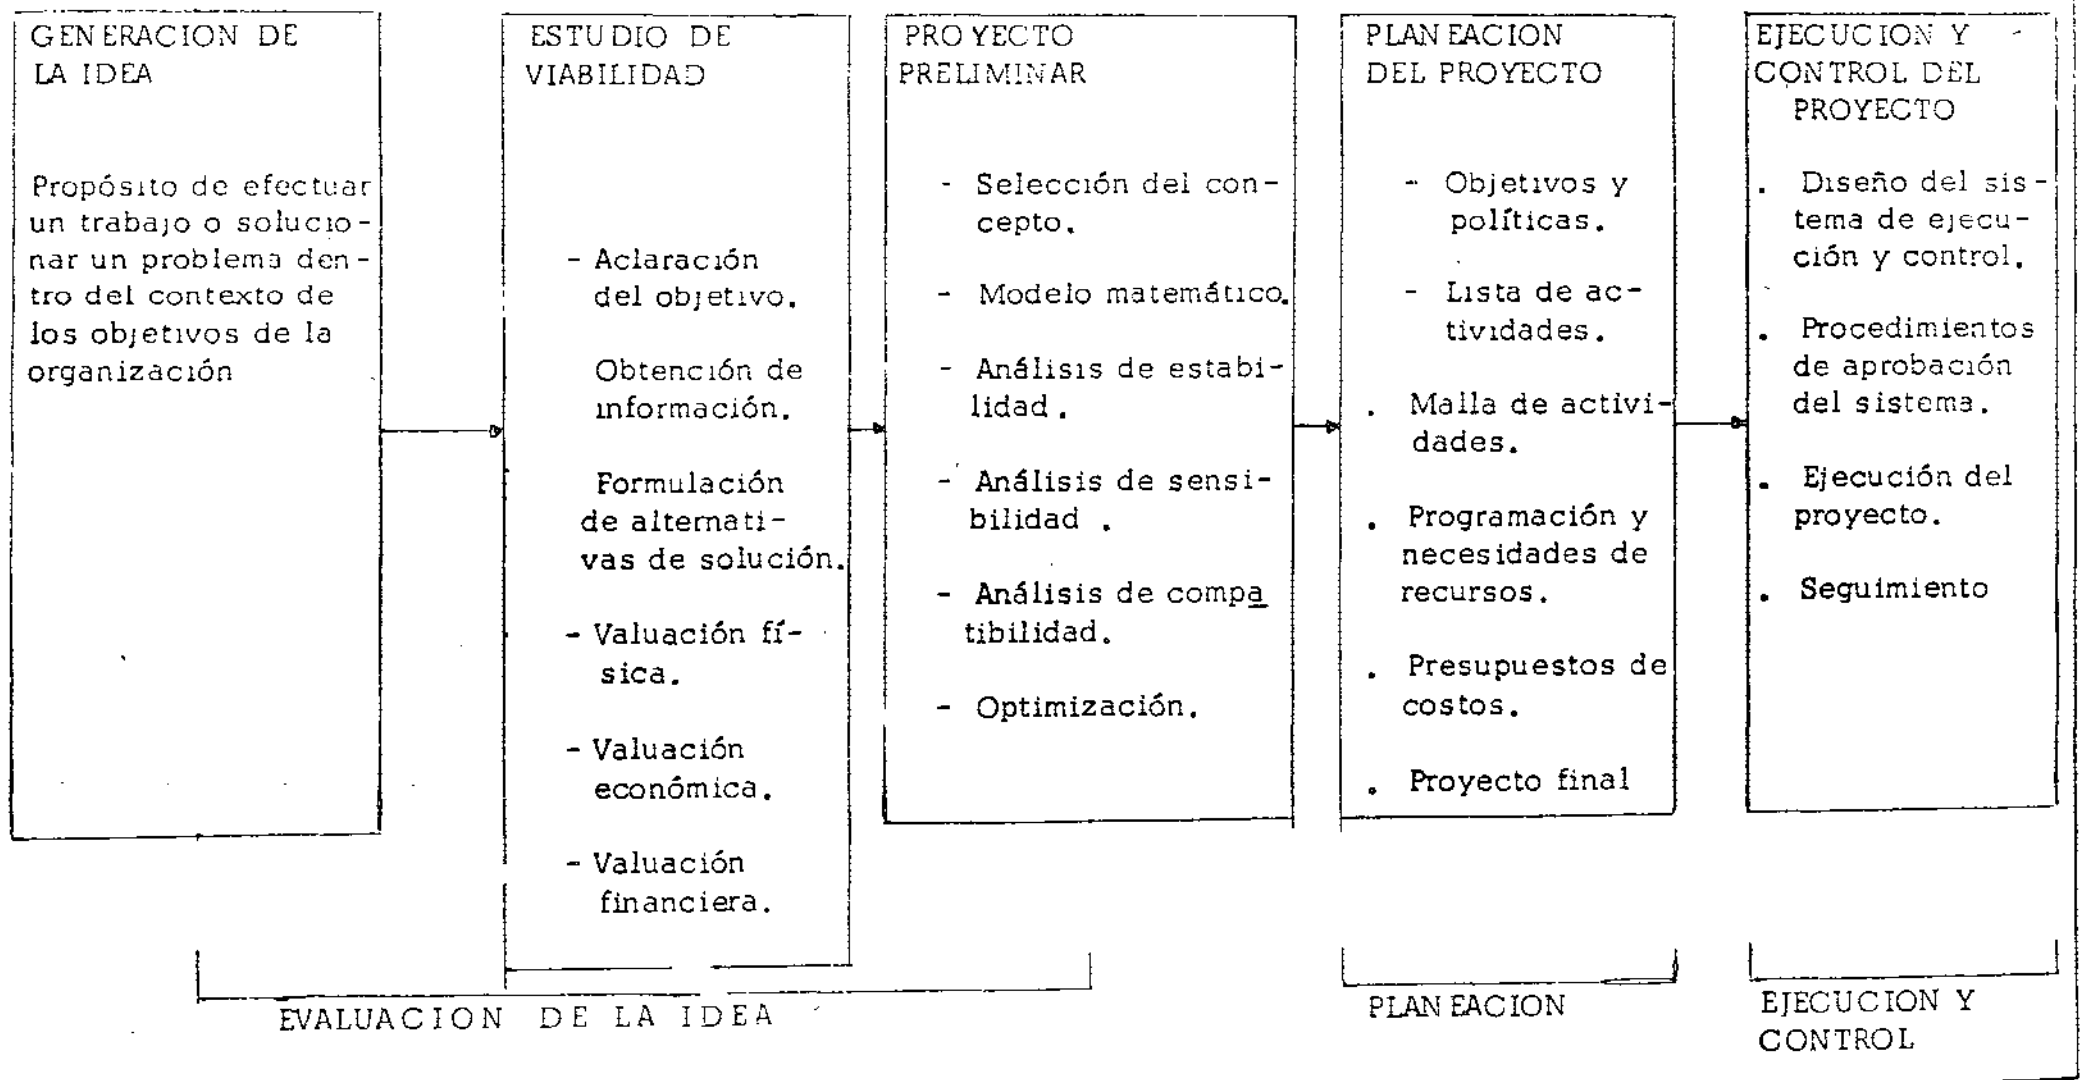 GENERACION DE
LA IDEA
Propósito de efectuar
un trabajo o solucio-
nar un problema den-
tro del contexto de
los objetivos de la
organización
ESTUDIO DE
VIABILIDAD
- Aclaración
del objetivo.
Obtención de
información.
Formulación
de alternati-
vas de solución.
- Valuación fí-
sica.
- Valuación
económica.
- Valuación
financiera.
PROYECTO
PRELIMINAR
- Selección del con-
cepto.
- Modelo matemático.
- Análisis de estabi-
lidad.
- Análisis de sensi-
bilidad .
- Análisis de compa
tibilidad.
- Optimización.
PLANEACION
DEL PROYECTO
- Objetivos y
políticas.
- Lista de ac-
tividades.
. Malla de activi-
dades.
. Programación y
necesidades de
recursos.
. Presupuestos de
costos.
. Proyecto final
EJECUCION Y
CONTROL DEL
PROYECTO
. Diseño del sis-
tema de ejecu-
ción y control.
. Procedimientos
de aprobación
del sistema.
. Ejecución del
proyecto.
. Seguimiento
EVALUACION DE LA IDEA
PLANEACION
EJECUCION Y
CONTROL